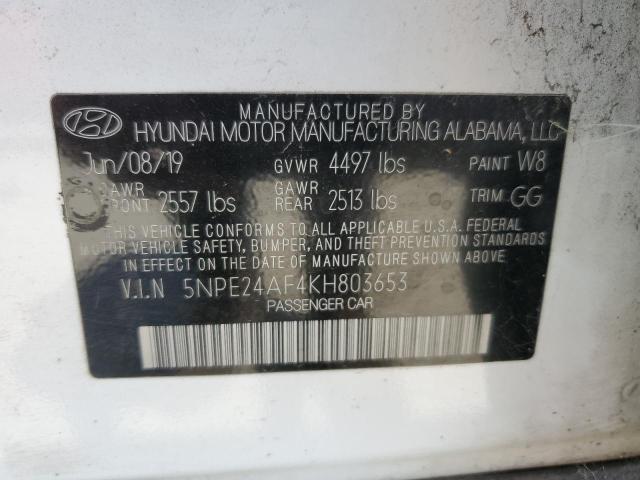 MANUFACTURED BY
HYUNDAI MOTOR MANUFACTURING ALABAMA, LLC
Jun/08/19 GVWR 4497 lbs PAINT W8
GAWR FRONT 2557 lbs GAWR REAR 2513 lbs TRIM GG
THIS VEHICLE CONFORMS TO ALL APPLICABLE U.S.A. FEDERAL
MOTOR VEHICLE SAFETY, BUMPER, AND THEFT PREVENTION STANDARDS
IN EFFECT ON THE DATE OF MANUFACTURE SHOWN ABOVE.
V.I.N 5NPE24AF4KH803653
PASSENGER CAR